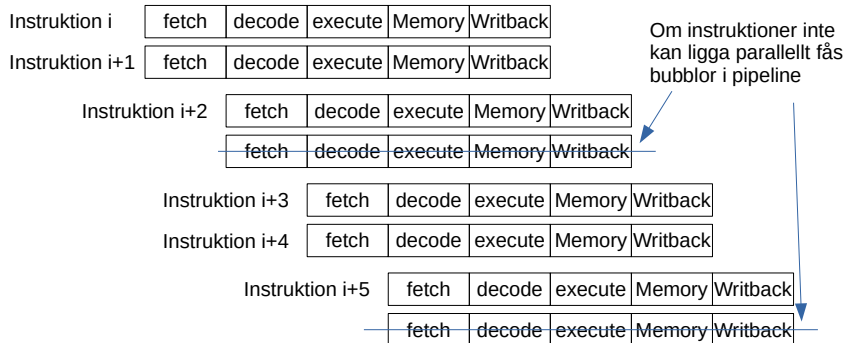 Instruktion i fetch decode execute Memory Writback
Instruktion i+1 fetch decode execute Memory Writback
Om instruktioner inte
kan ligga parallellt fås
bubblor i pipeline
Instruktion i+2 fetch decode execute Memory Writback
fetch decode execute Memory Writback
Instruktion i+3 fetch decode execute Memory Writback
Instruktion i+4 fetch decode execute Memory Writback
Instruktion i+5 fetch decode execute Memory Writback
fetch decode execute Memory Writback